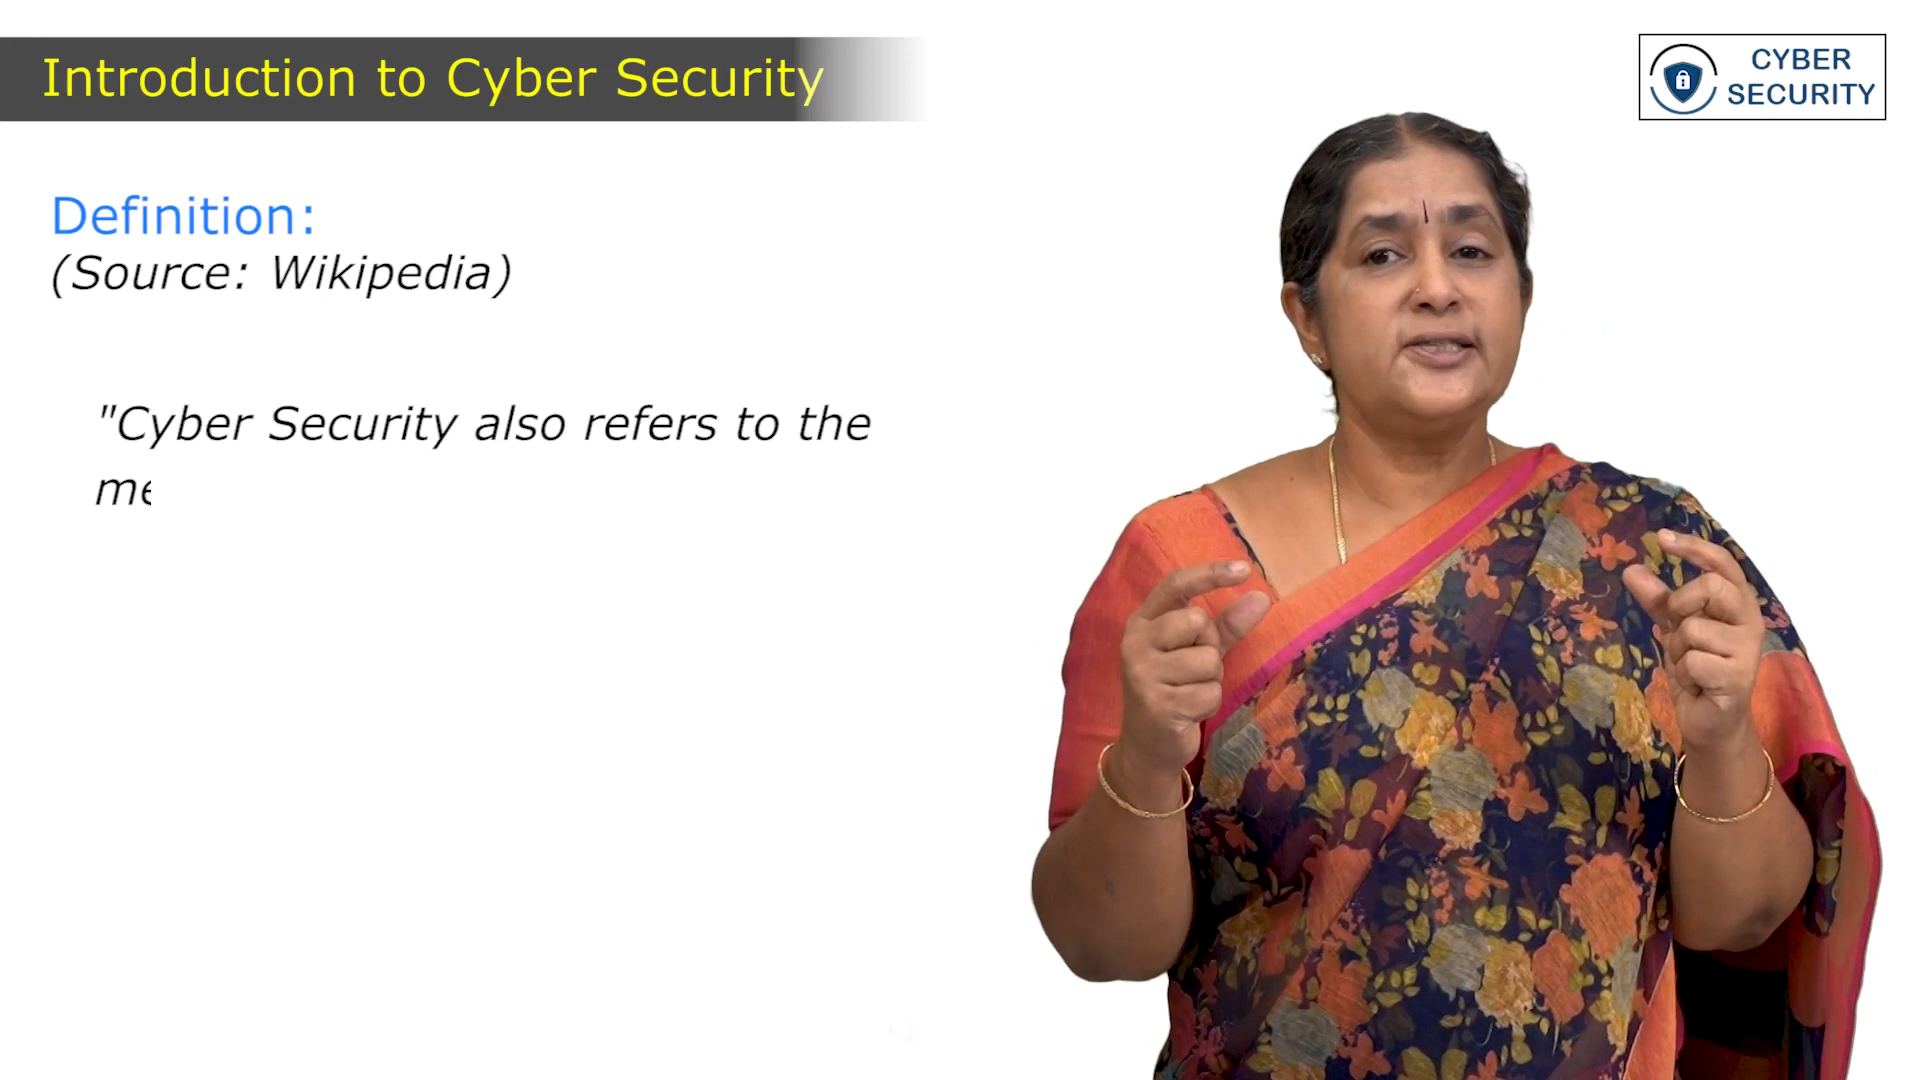 Introduction to Cyber Security
CYBER
SECURITY
Definition:
(Source: Wikipedia)
"Cyber Security also refers to the